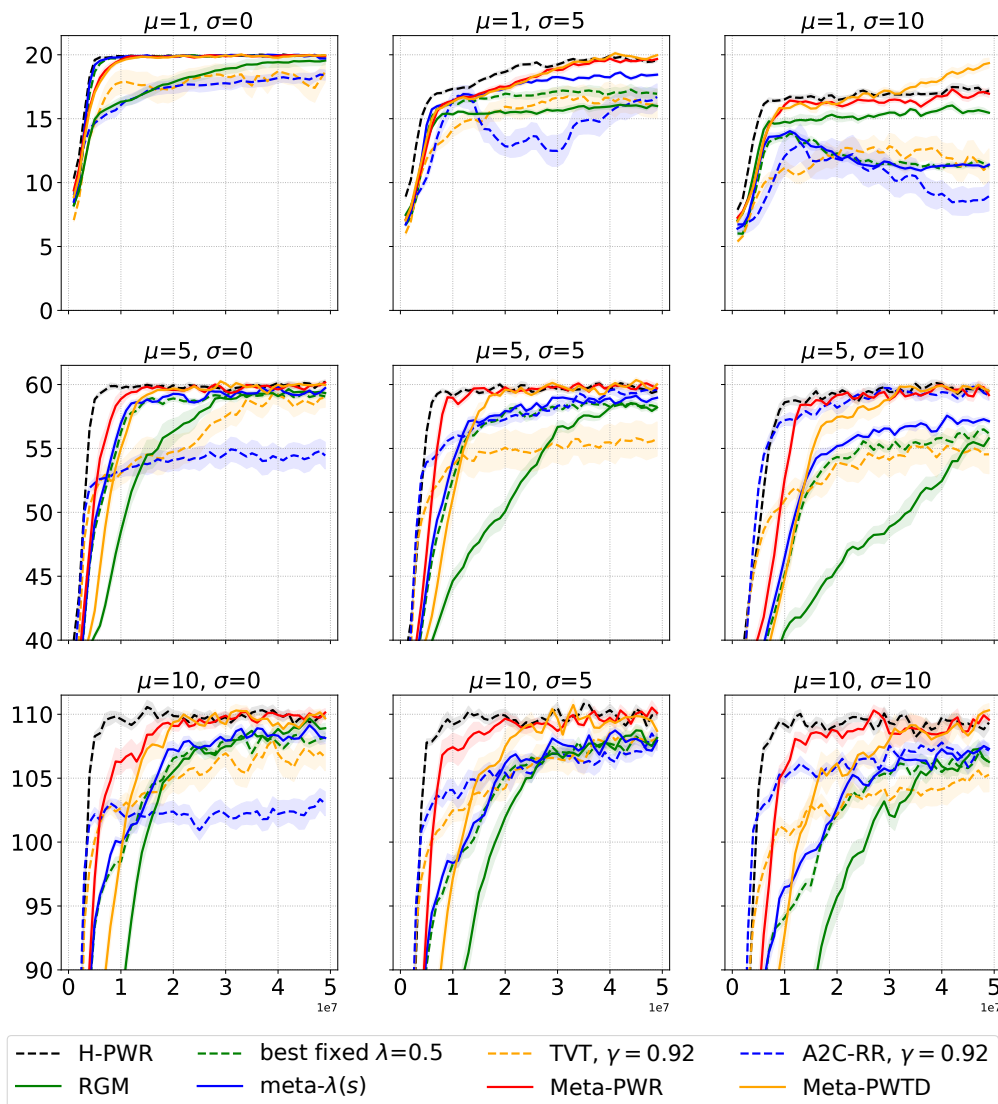 μ=1, σ=0
μ=1, σ=5
μ=1, σ=10
20
15
10
5
0
μ=5, σ=0
μ=5, σ=5
μ=5, σ=10
60
55
50
45
40
μ=10, σ=0
μ=10, σ=5
μ=10, σ=10
110
105
100
95
90
0 1 2 3 4 5
1e7
0 1 2 3 4 5
1e7
0 1 2 3 4 5
1e7
H-PWR best fixed λ=0.5 TVT, γ = 0.92 A2C-RR, γ = 0.92
RGM meta-λ(s) Meta-PWR Meta-PWTD